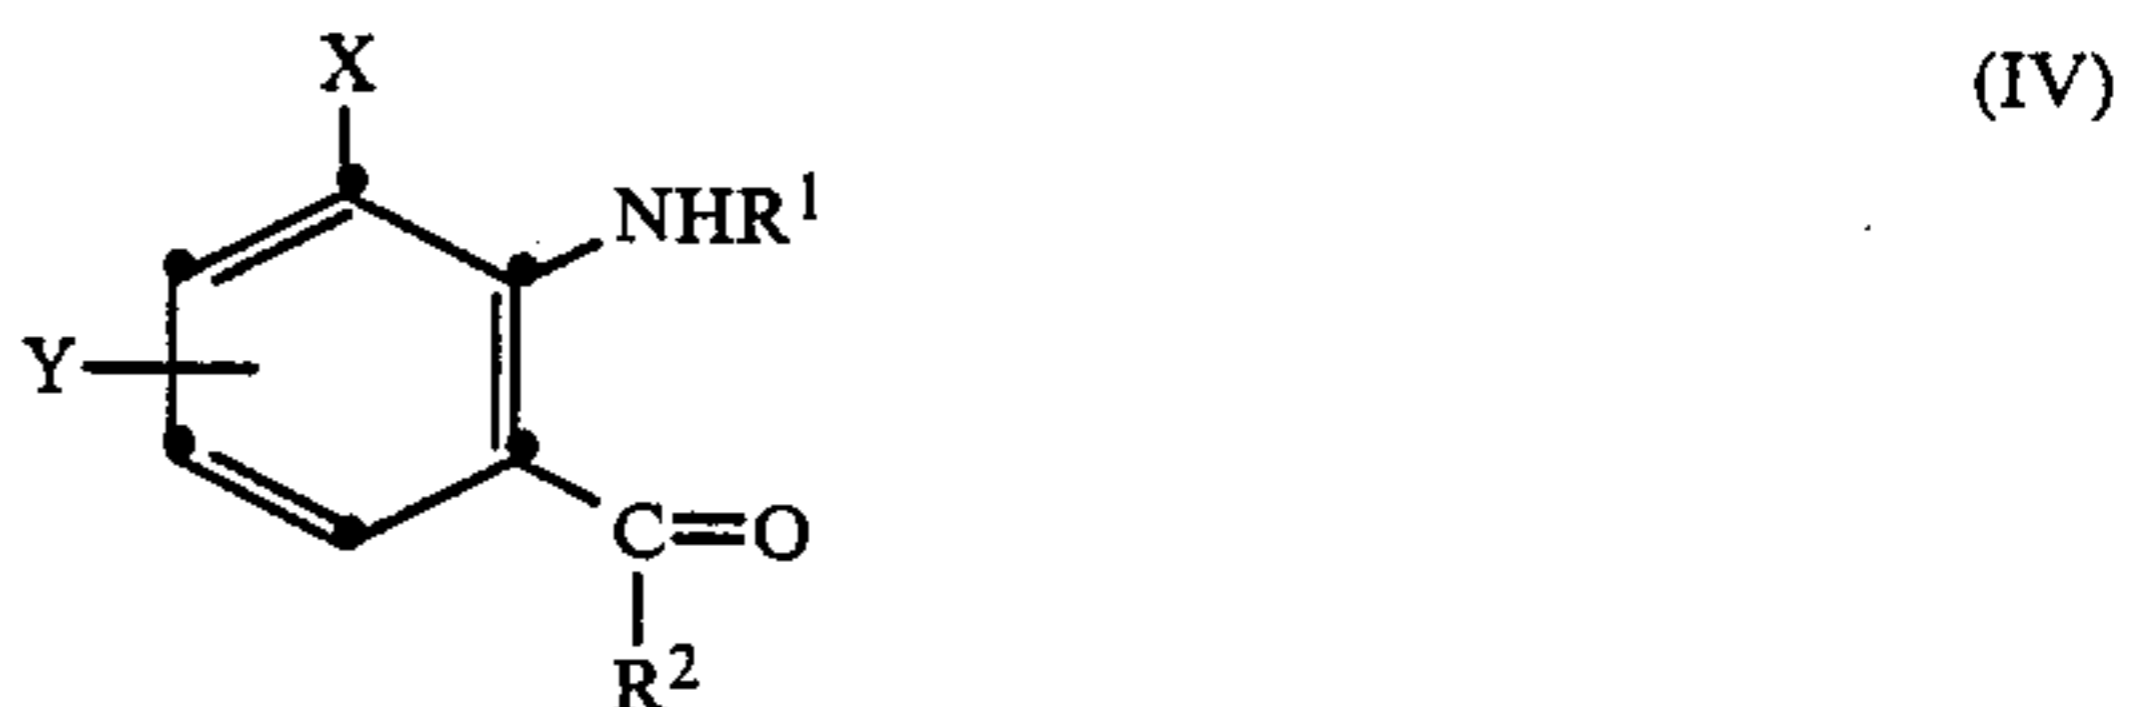 X
(IV)
NHR¹
Y
C=O
R²